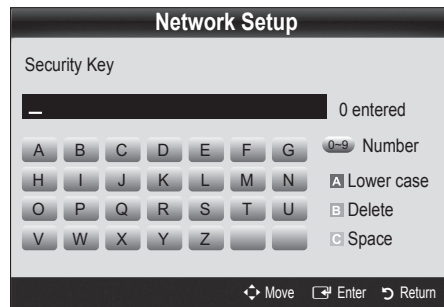 Network Setup
Security Key
0 entered
A B C D E F G 0~9 Number
H I J K L M N A Lower case
O P Q R S T U B Delete
V W X Y Z C Space
Move Enter Return